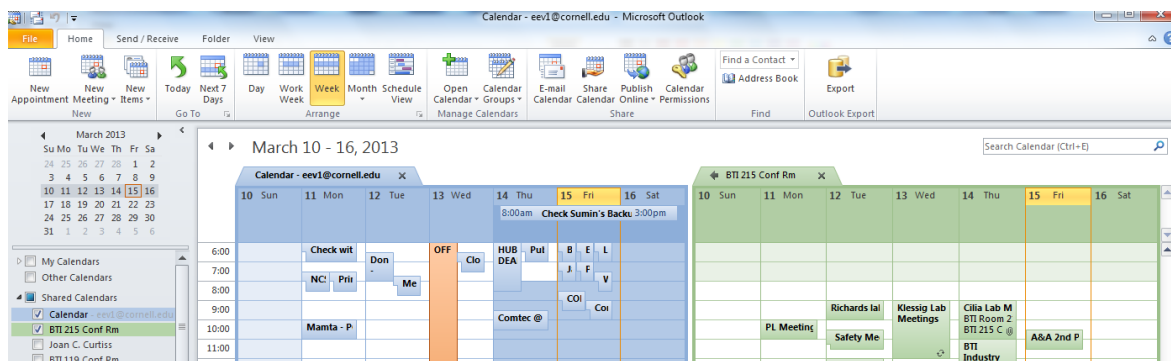 Calendar - eev1@cornell.edu - Microsoft Outlook
File Home Send / Receive Folder View
New Appointment
New Meeting
New Items
Today
Next 7 Days
Day
Work Week
Week
Month
Schedule View
Open Calendar
Calendar Groups
E-mail Calendar
Share Calendar
Publish Online
Calendar Permissions
Find a Contact
Address Book
Export
New Go To Arrange Manage Calendars Share Find Outlook Export
March 2013
Su Mo Tu We Th Fr Sa
24 25 26 27 28 1 2
3 4 5 6 7 8 9
10 11 12 13 14 15 16
17 18 19 20 21 22 23
24 25 26 27 28 29 30
31 1 2 3 4 5 6
My Calendars
Other Calendars
Shared Calendars
Calendar - eev1@cornell.edu
BTI 215 Conf Rm
Joan C. Curtiss
BTI 119 Conf Rm
March 10 - 16, 2013
Search Calendar (Ctrl+E)
Calendar - eev1@cornell.edu
10 Sun 11 Mon 12 Tue 13 Wed 14 Thu 15 Fri 16 Sat
8:00am Check Sumin's Backu 3:00pm
6:00
7:00
8:00
9:00
10:00
11:00
Check wit
Don
-
OFF
Clo
HUB
DEA
Pul
B E L
F
Me
Comtec @
Mamta - P
BTI 215 Conf Rm
10 Sun 11 Mon 12 Tue 13 Wed 14 Thu 15 Fri 16 Sat
PL Meeting
Richards lal
Safety Me
Klessig Lab
Meetings
Cilia Lab M
BTI Room 2
BTI 215 C
BTI
Industry
A&A 2nd P